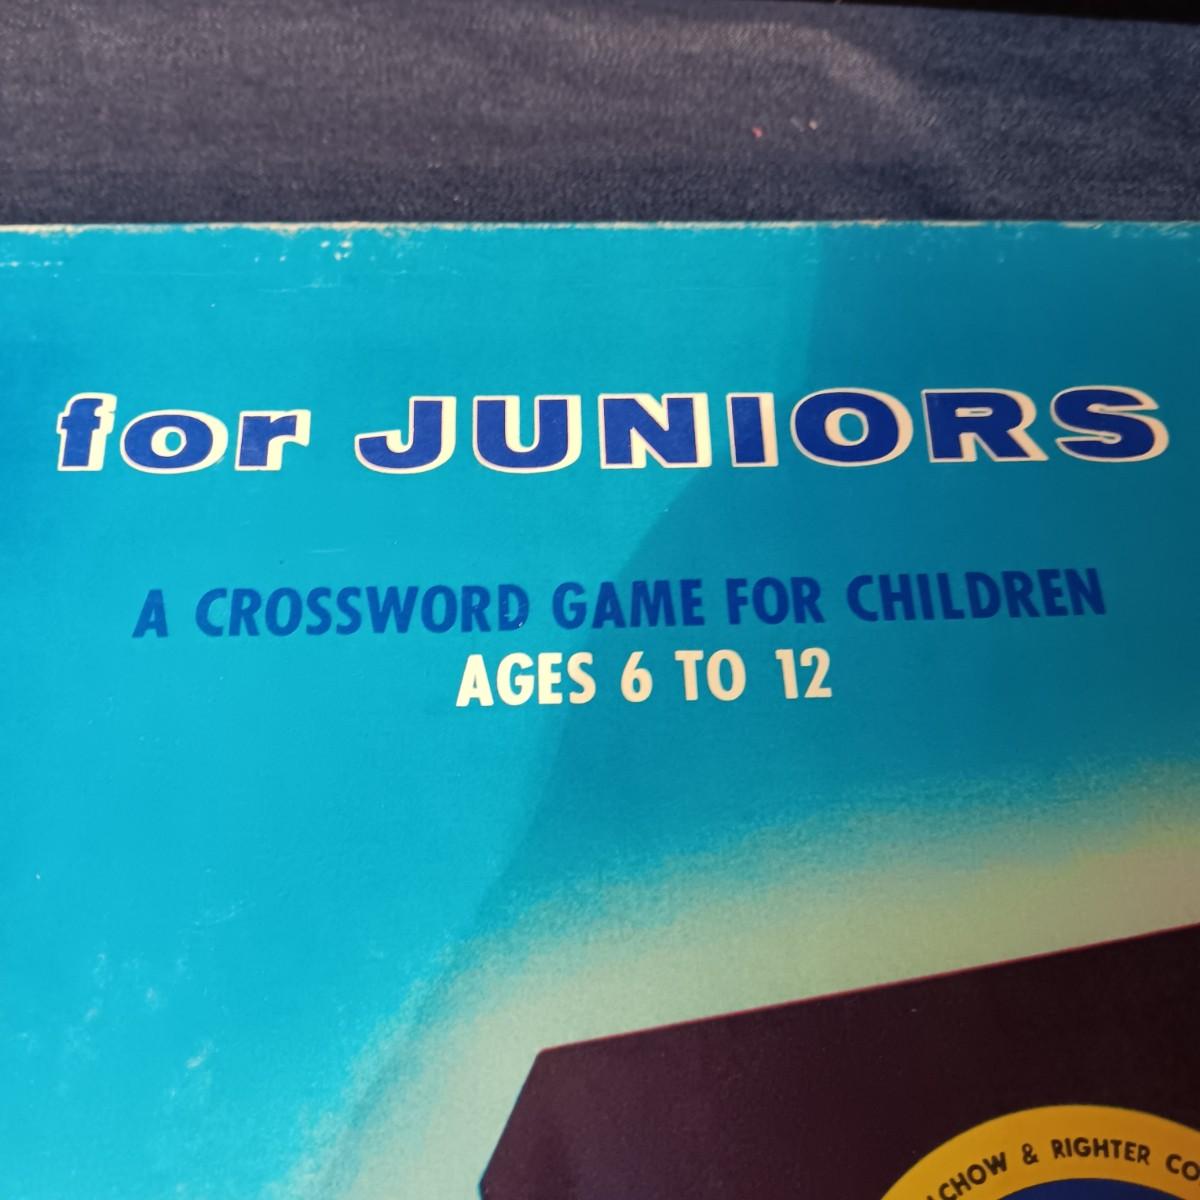 for JUNIORS
A CROSSWORD GAME FOR CHILDREN
AGES 6 TO 12
& RIGHTER